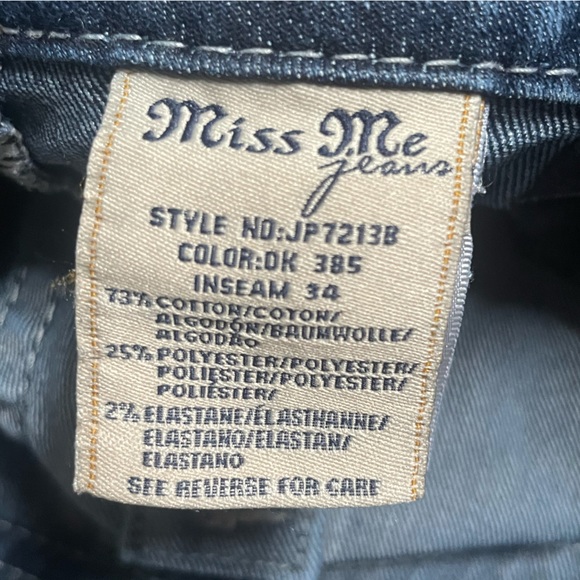 Miss Me
jeans
STYLE NO:JP7213B
COLOR:DK 385
INSEAM 34
73% COTTON/COTON/
ALGODÓN/BAUMWOLLE/
ALGODÃO
25% POLYESTER/POLYESTER/
POLIÉSTER/POLYESTER/
POLIÉSTER/
2% ELASTANE/ÉLASTHANNE/
ELASTANO/ELASTAN/
ELASTANO
SEE REVERSE FOR CARE